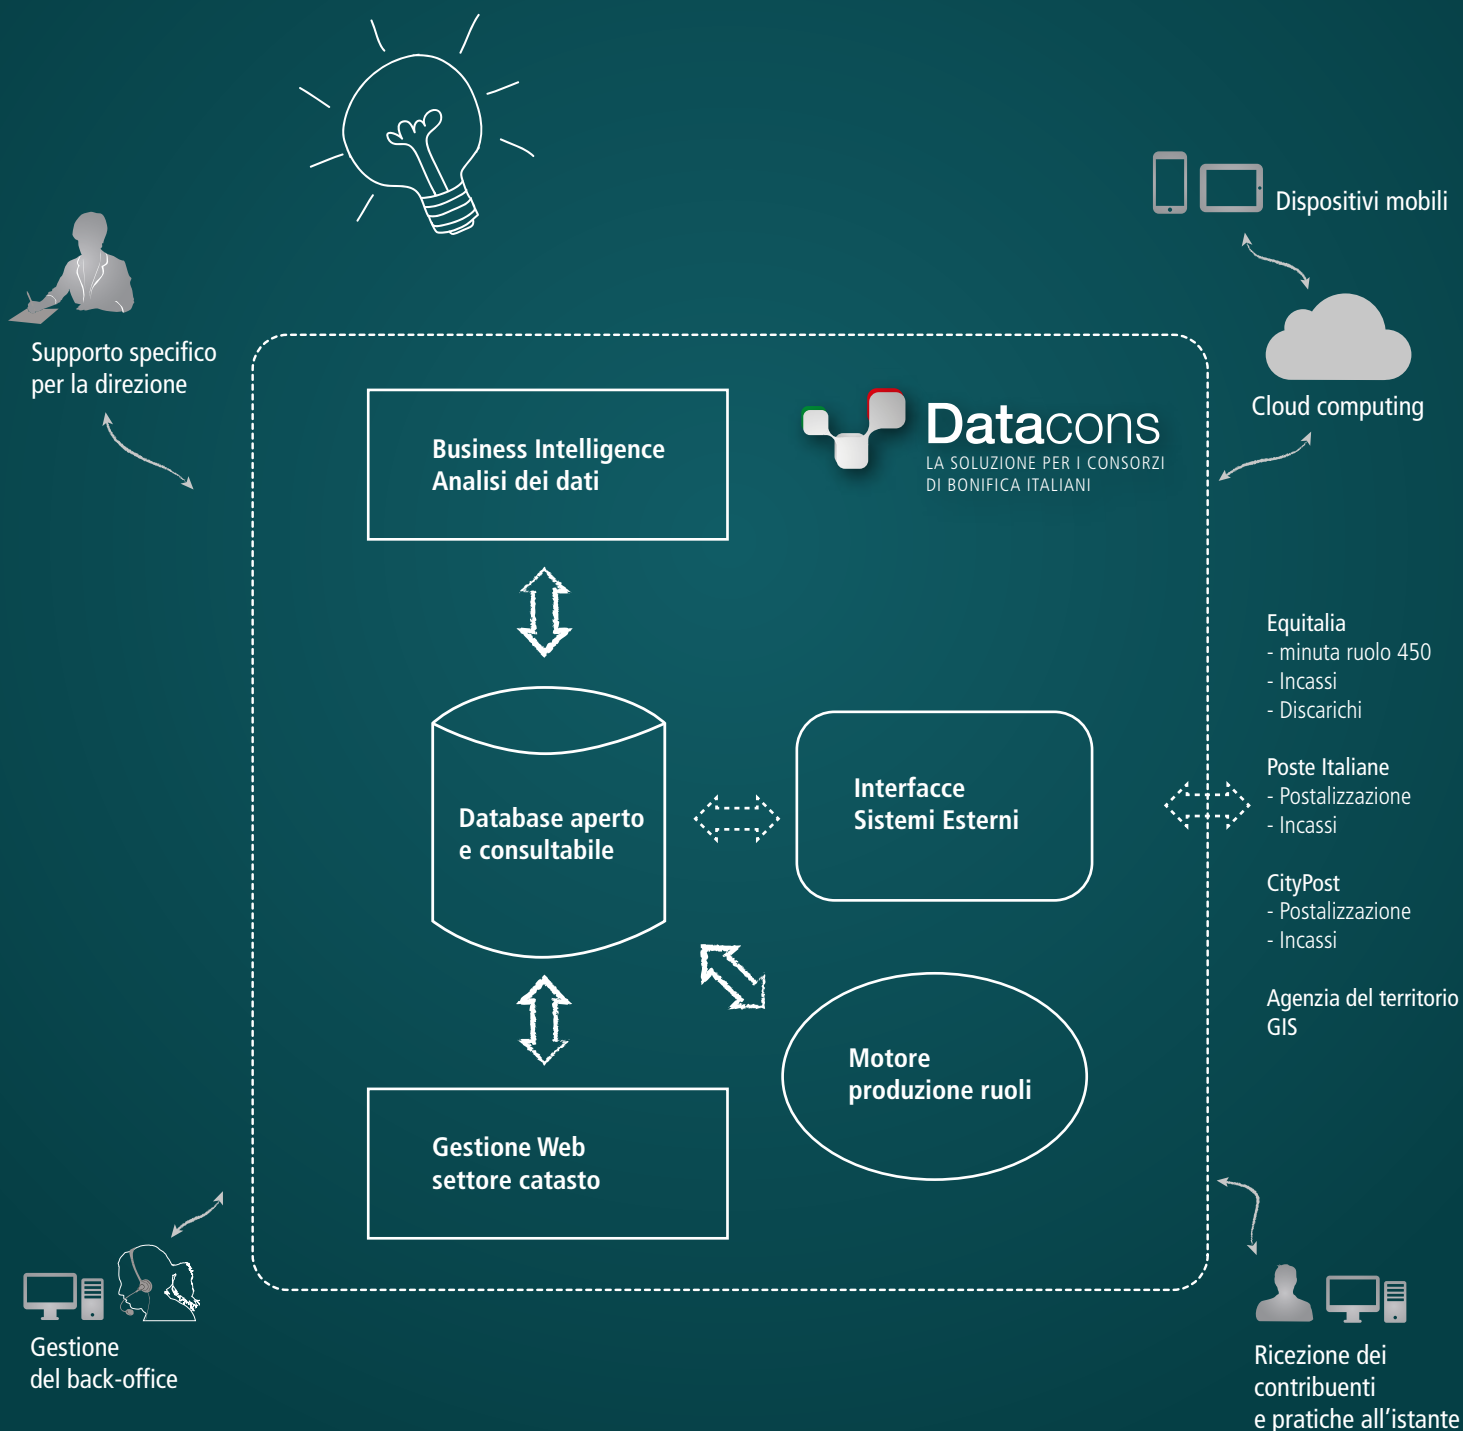 Dispositivi mobili
Supporto specifico
per la direzione
Cloud computing
Datacons
LA SOLUZIONE PER I CONSORZI
DI BONIFICA ITALIANI
Business Intelligence
Analisi dei dati
Equitalia
- minuta ruolo 450
- Incassi
- Discarichi
Poste Italiane
- Postalizzazione
- Incassi
CityPost
- Postalizzazione
- Incassi
Agenzia del territorio
GIS
Database aperto
e consultabile
Interfacce
Sistemi Esterni
Motore
produzione ruoli
Gestione Web
settore catasto
Gestione
del back-office
Ricezione dei
contribuenti
e pratiche all'istante